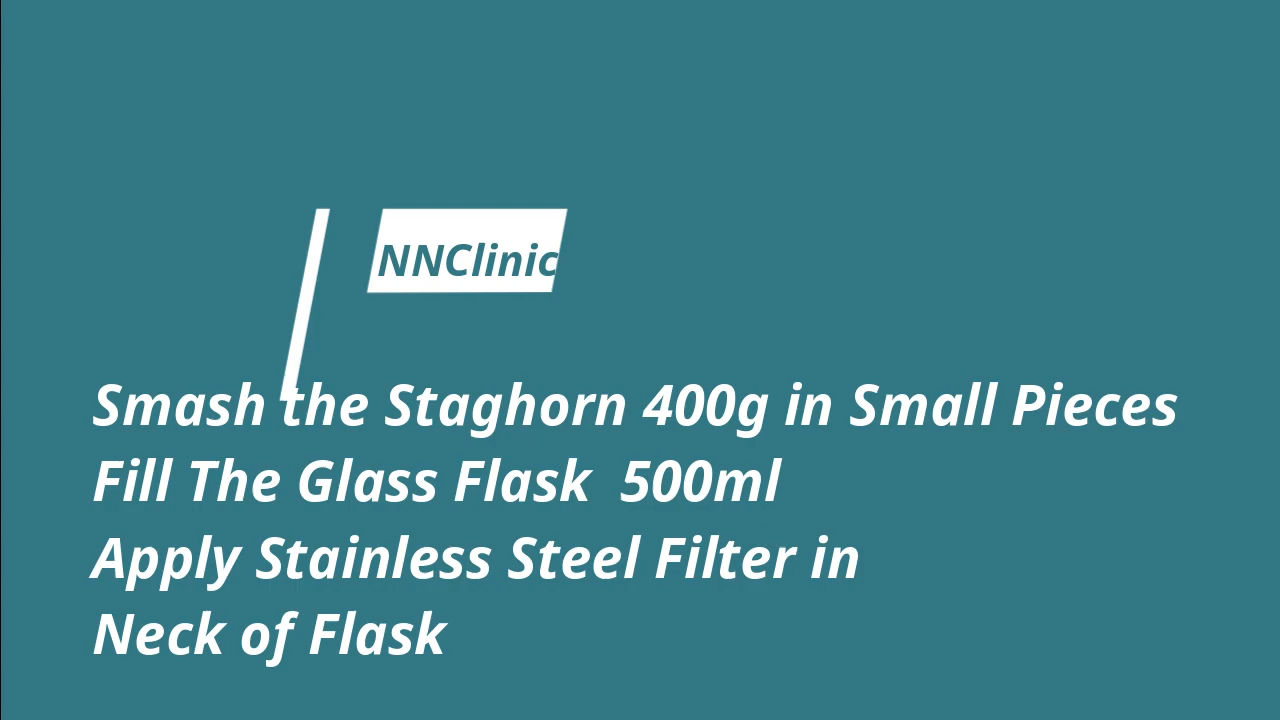 NNClinic
Smash the Staghorn 400g in Small Pieces
Fill The Glass Flask  500ml
Apply Stainless Steel Filter in
Neck of Flask